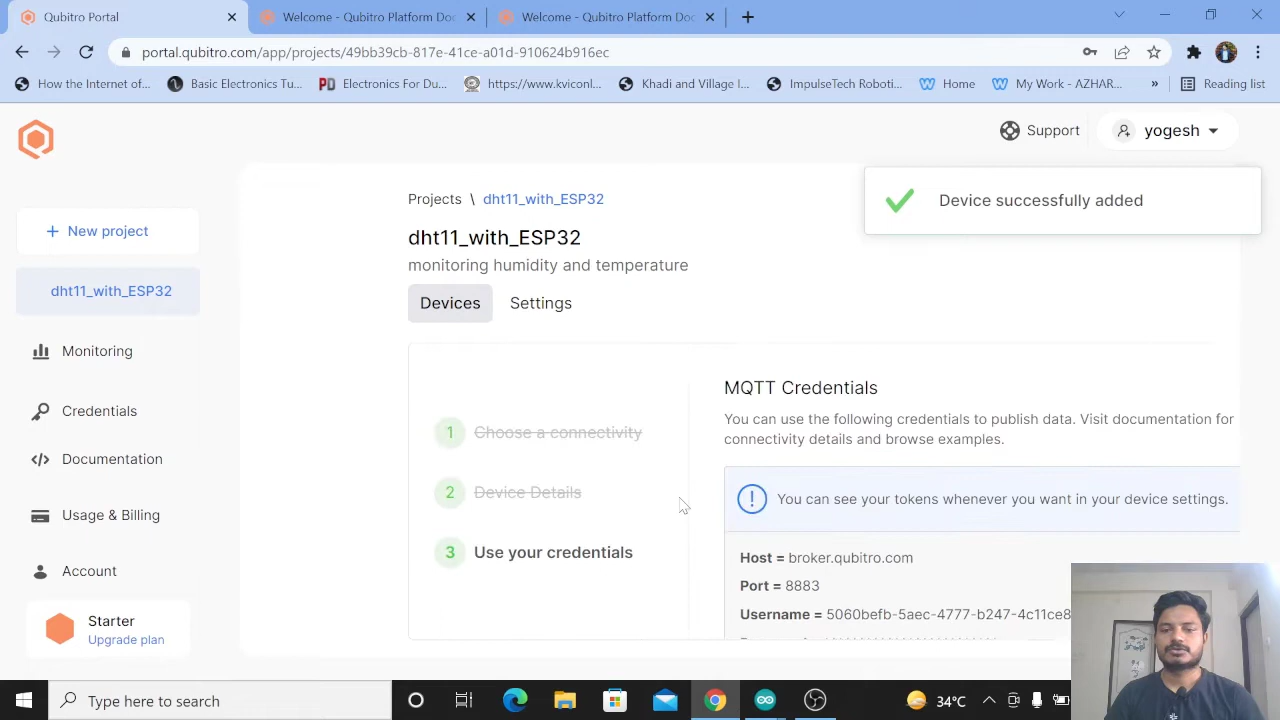 Qubitro Portal
Welcome - Qubitro Platform Doc
Welcome - Qubitro Platform Doc
portal.qubitro.com/app/projects/49bb39cb-817e-41ce-a01d-910624b916ec
How the Internet of...
Basic Electronics Tu...
PD Electronics For Du...
https://www.kviconl...
Khadi and Village I...
ImpulseTech Roboti...
Home
My Work - AZHAR...
»
Reading list
Support
yogesh
Device successfully added
+ New project
dht11_with_ESP32
Monitoring
Credentials
Documentation
Usage & Billing
Account
Starter
Upgrade plan
Projects \ dht11_with_ESP32
dht11_with_ESP32
monitoring humidity and temperature
Devices
Settings
1 Choose a connectivity
2 Device Details
3 Use your credentials
MQTT Credentials
You can use the following credentials to publish data. Visit documentation for
connectivity details and browse examples.
You can see your tokens whenever you want in your device settings.
Host = broker.qubitro.com
Port = 8883
Username = 5060befb-5aec-4777-b247-4c11ce8
Type here to search
34°C